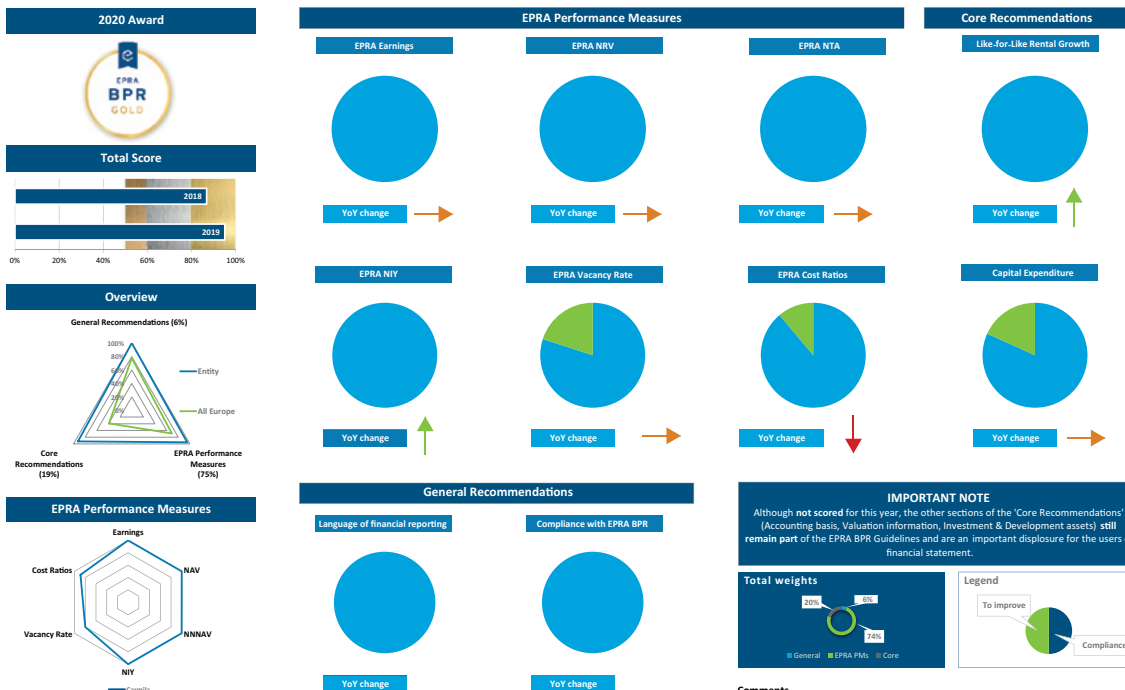 2020 Award
EPRA
BPR
GOLD
Total Score
2018
2019
0%
20%
40%
60%
80%
100%
Overview
General Recommendations (6%)
100%
80%
60%
40%
20%
0%
Entity
All Europe
Core
Recommendations
(19%)
EPRA Performance
Measures
(75%)
EPRA Performance Measures
Earnings
Cost Ratios
NAV
Vacancy Rate
NNNAV
NIY
Carmila
EPRA Performance Measures
EPRA Earnings
EPRA NRV
EPRA NTA
YoY change
YoY change
YoY change
EPRA NIY
EPRA Vacancy Rate
EPRA Cost Ratios
YoY change
YoY change
YoY change
Core Recommendations
Like-for-Like Rental Growth
YoY change
Capital Expenditure
YoY change
General Recommendations
Language of financial reporting
Compliance with EPRA BPR
YoY change
YoY change
IMPORTANT NOTE
Although not scored for this year, the other sections of the 'Core Recommendations'
(Accounting basis, Valuation information, Investment & Development assets) still
remain part of the EPRA BPR Guidelines and are an important displosure for the users
financial statement.
Total weights
20%
6%
74%
General
EPRA PMs
Core
Legend
To improve
Compliance
Comments